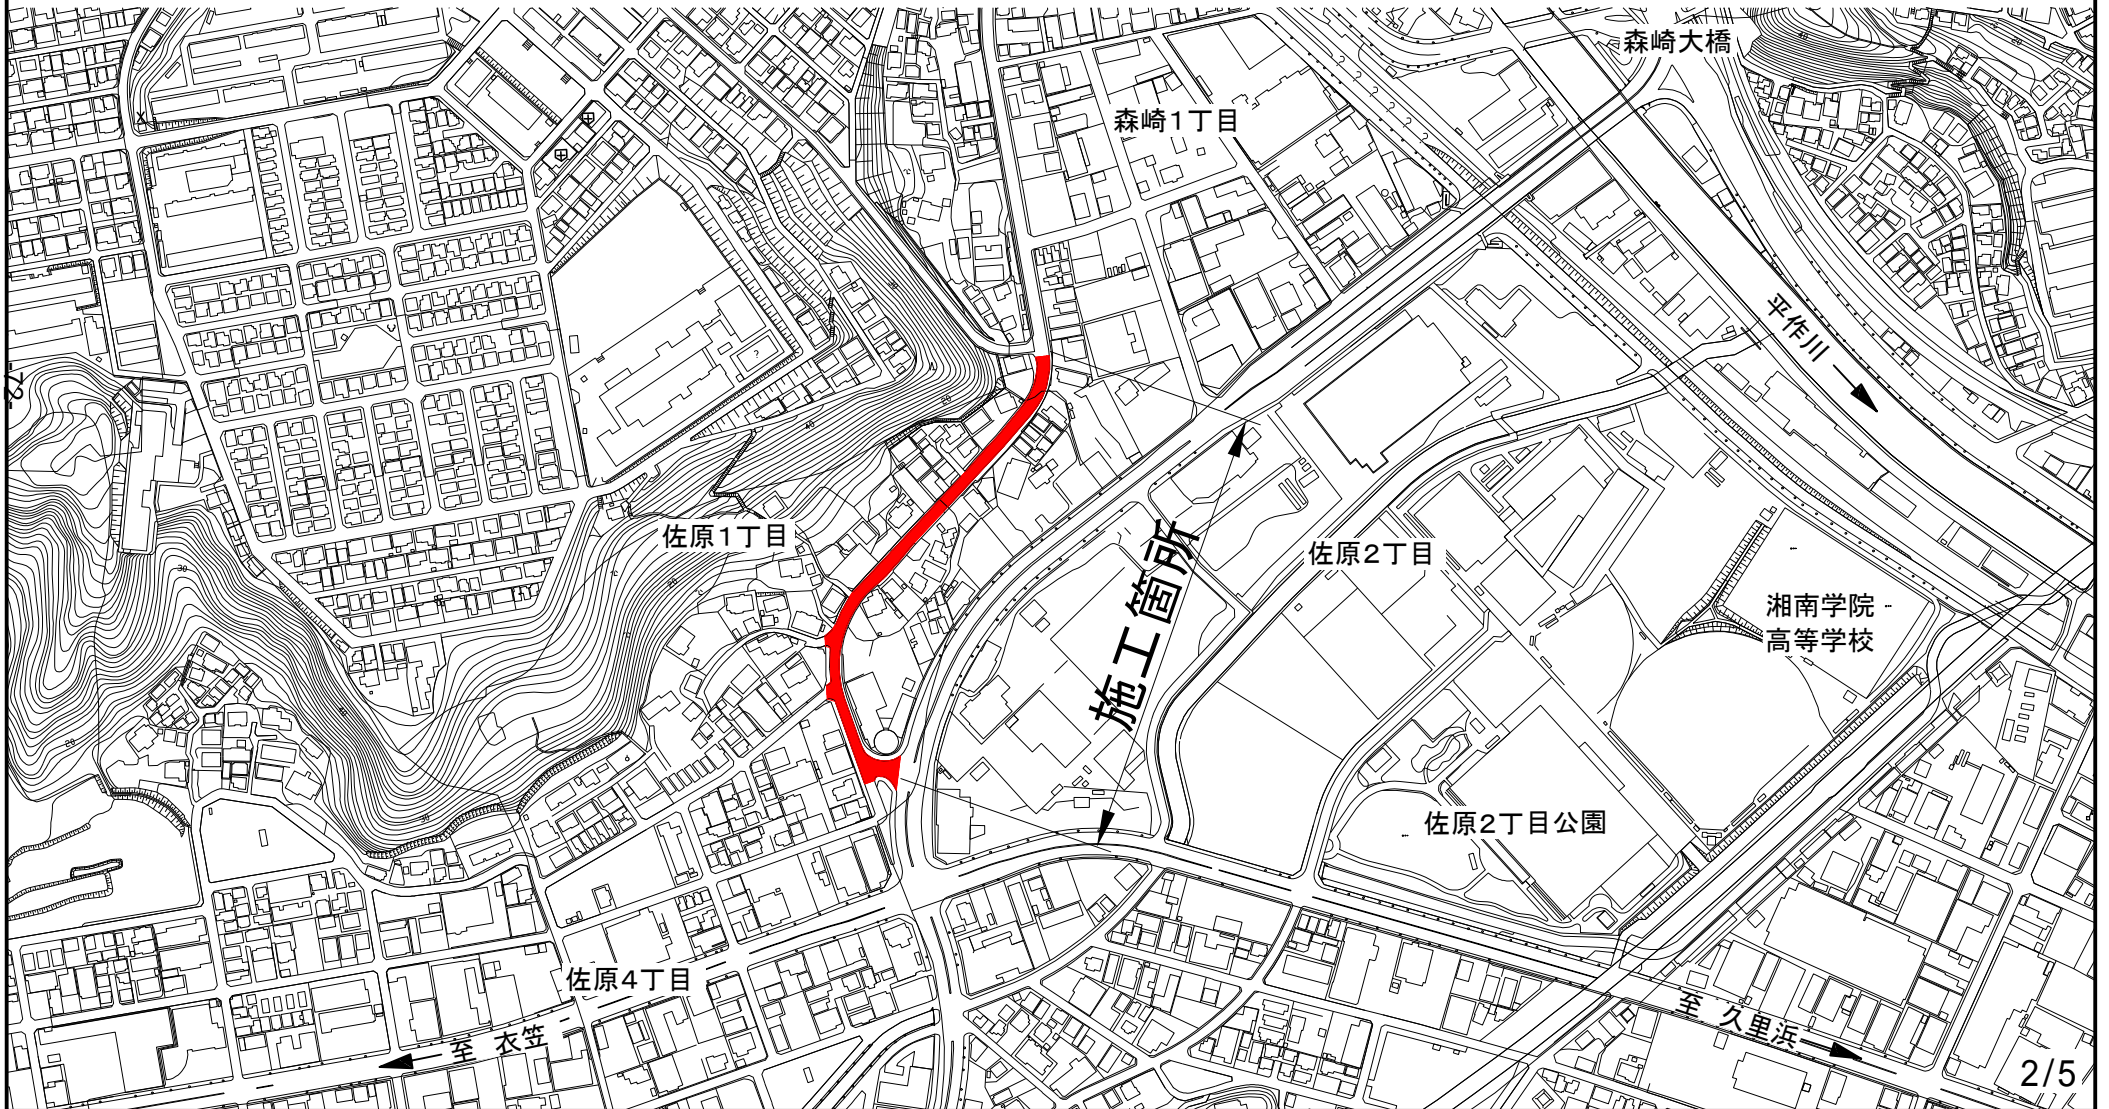 森崎大橋
森崎1丁目
平作川
-72-
佐原1丁目
施工箇所
佐原2丁目
湘南学院
高等学校
佐原2丁目公園
佐原4丁目
至 衣笠
至 久里浜
2/5